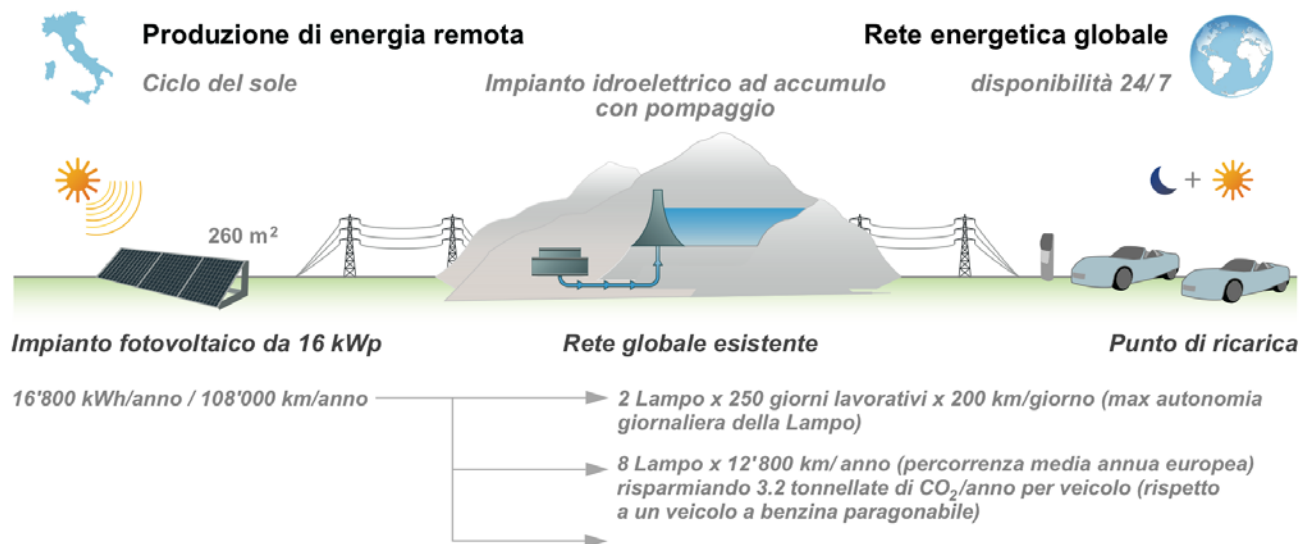 Produzione di energia remota
Rete energetica globale
Ciclo del sole
Impianto idroelettrico ad accumulo
con pompaggio
disponibilità 24/7
260 m²
Impianto fotovoltaico da 16 kWp
Rete globale esistente
Punto di ricarica
16'800 kWh/anno / 108'000 km/anno
2 Lampo x 250 giorni lavorativi x 200 km/giorno (max autonomia
giornaliera della Lampo)
8 Lampo x 12'800 km/anno (percorrenza media annua europea)
risparmiando 3.2 tonnellate di CO₂/anno per veicolo (rispetto
a un veicolo a benzina paragonabile)